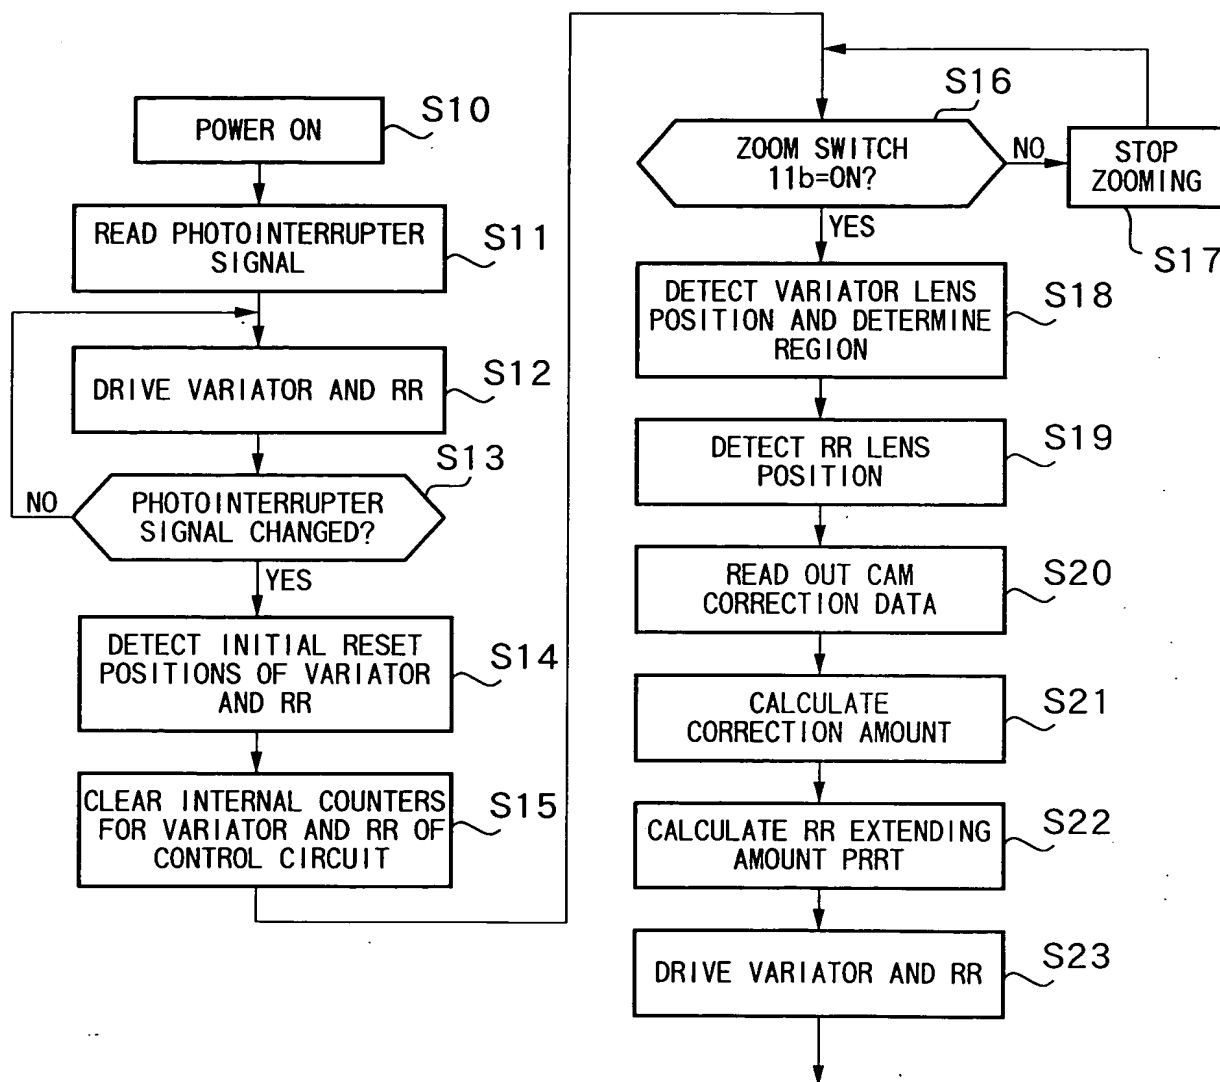 S10
POWER ON
S11
READ PHOTOINTERRUPTER
SIGNAL
S12
DRIVE VARIATOR AND RR
S13
PHOTOINTERRUPTER
SIGNAL CHANGED?
NO
YES
S14
DETECT INITIAL RESET
POSITIONS OF VARIATOR
AND RR
S15
CLEAR INTERNAL COUNTERS
FOR VARIATOR AND RR OF
CONTROL CIRCUIT
S16
ZOOM SWITCH
11b=ON?
NO
YES
STOP
ZOOMING
S17
S18
DETECT VARIATOR LENS
POSITION AND DETERMINE
REGION
S19
DETECT RR LENS
POSITION
S20
READ OUT CAM
CORRECTION DATA
S21
CALCULATE
CORRECTION AMOUNT
S22
CALCULATE RR EXTENDING
AMOUNT PRRT
S23
DRIVE VARIATOR AND RR